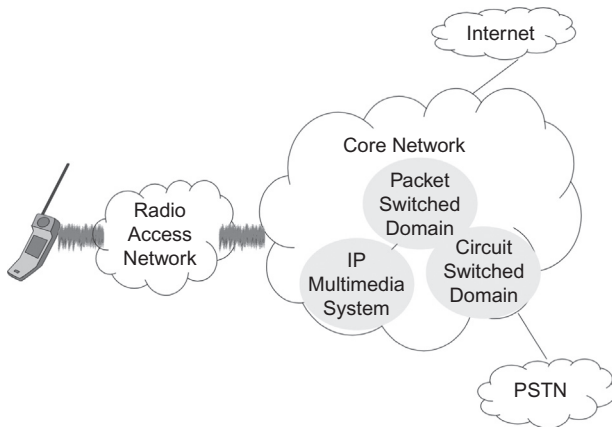 Internet
Core Network
Packet
Switched
Domain
Radio
Access
Network
Circuit
Switched
Domain
IP
Multimedia
System
PSTN